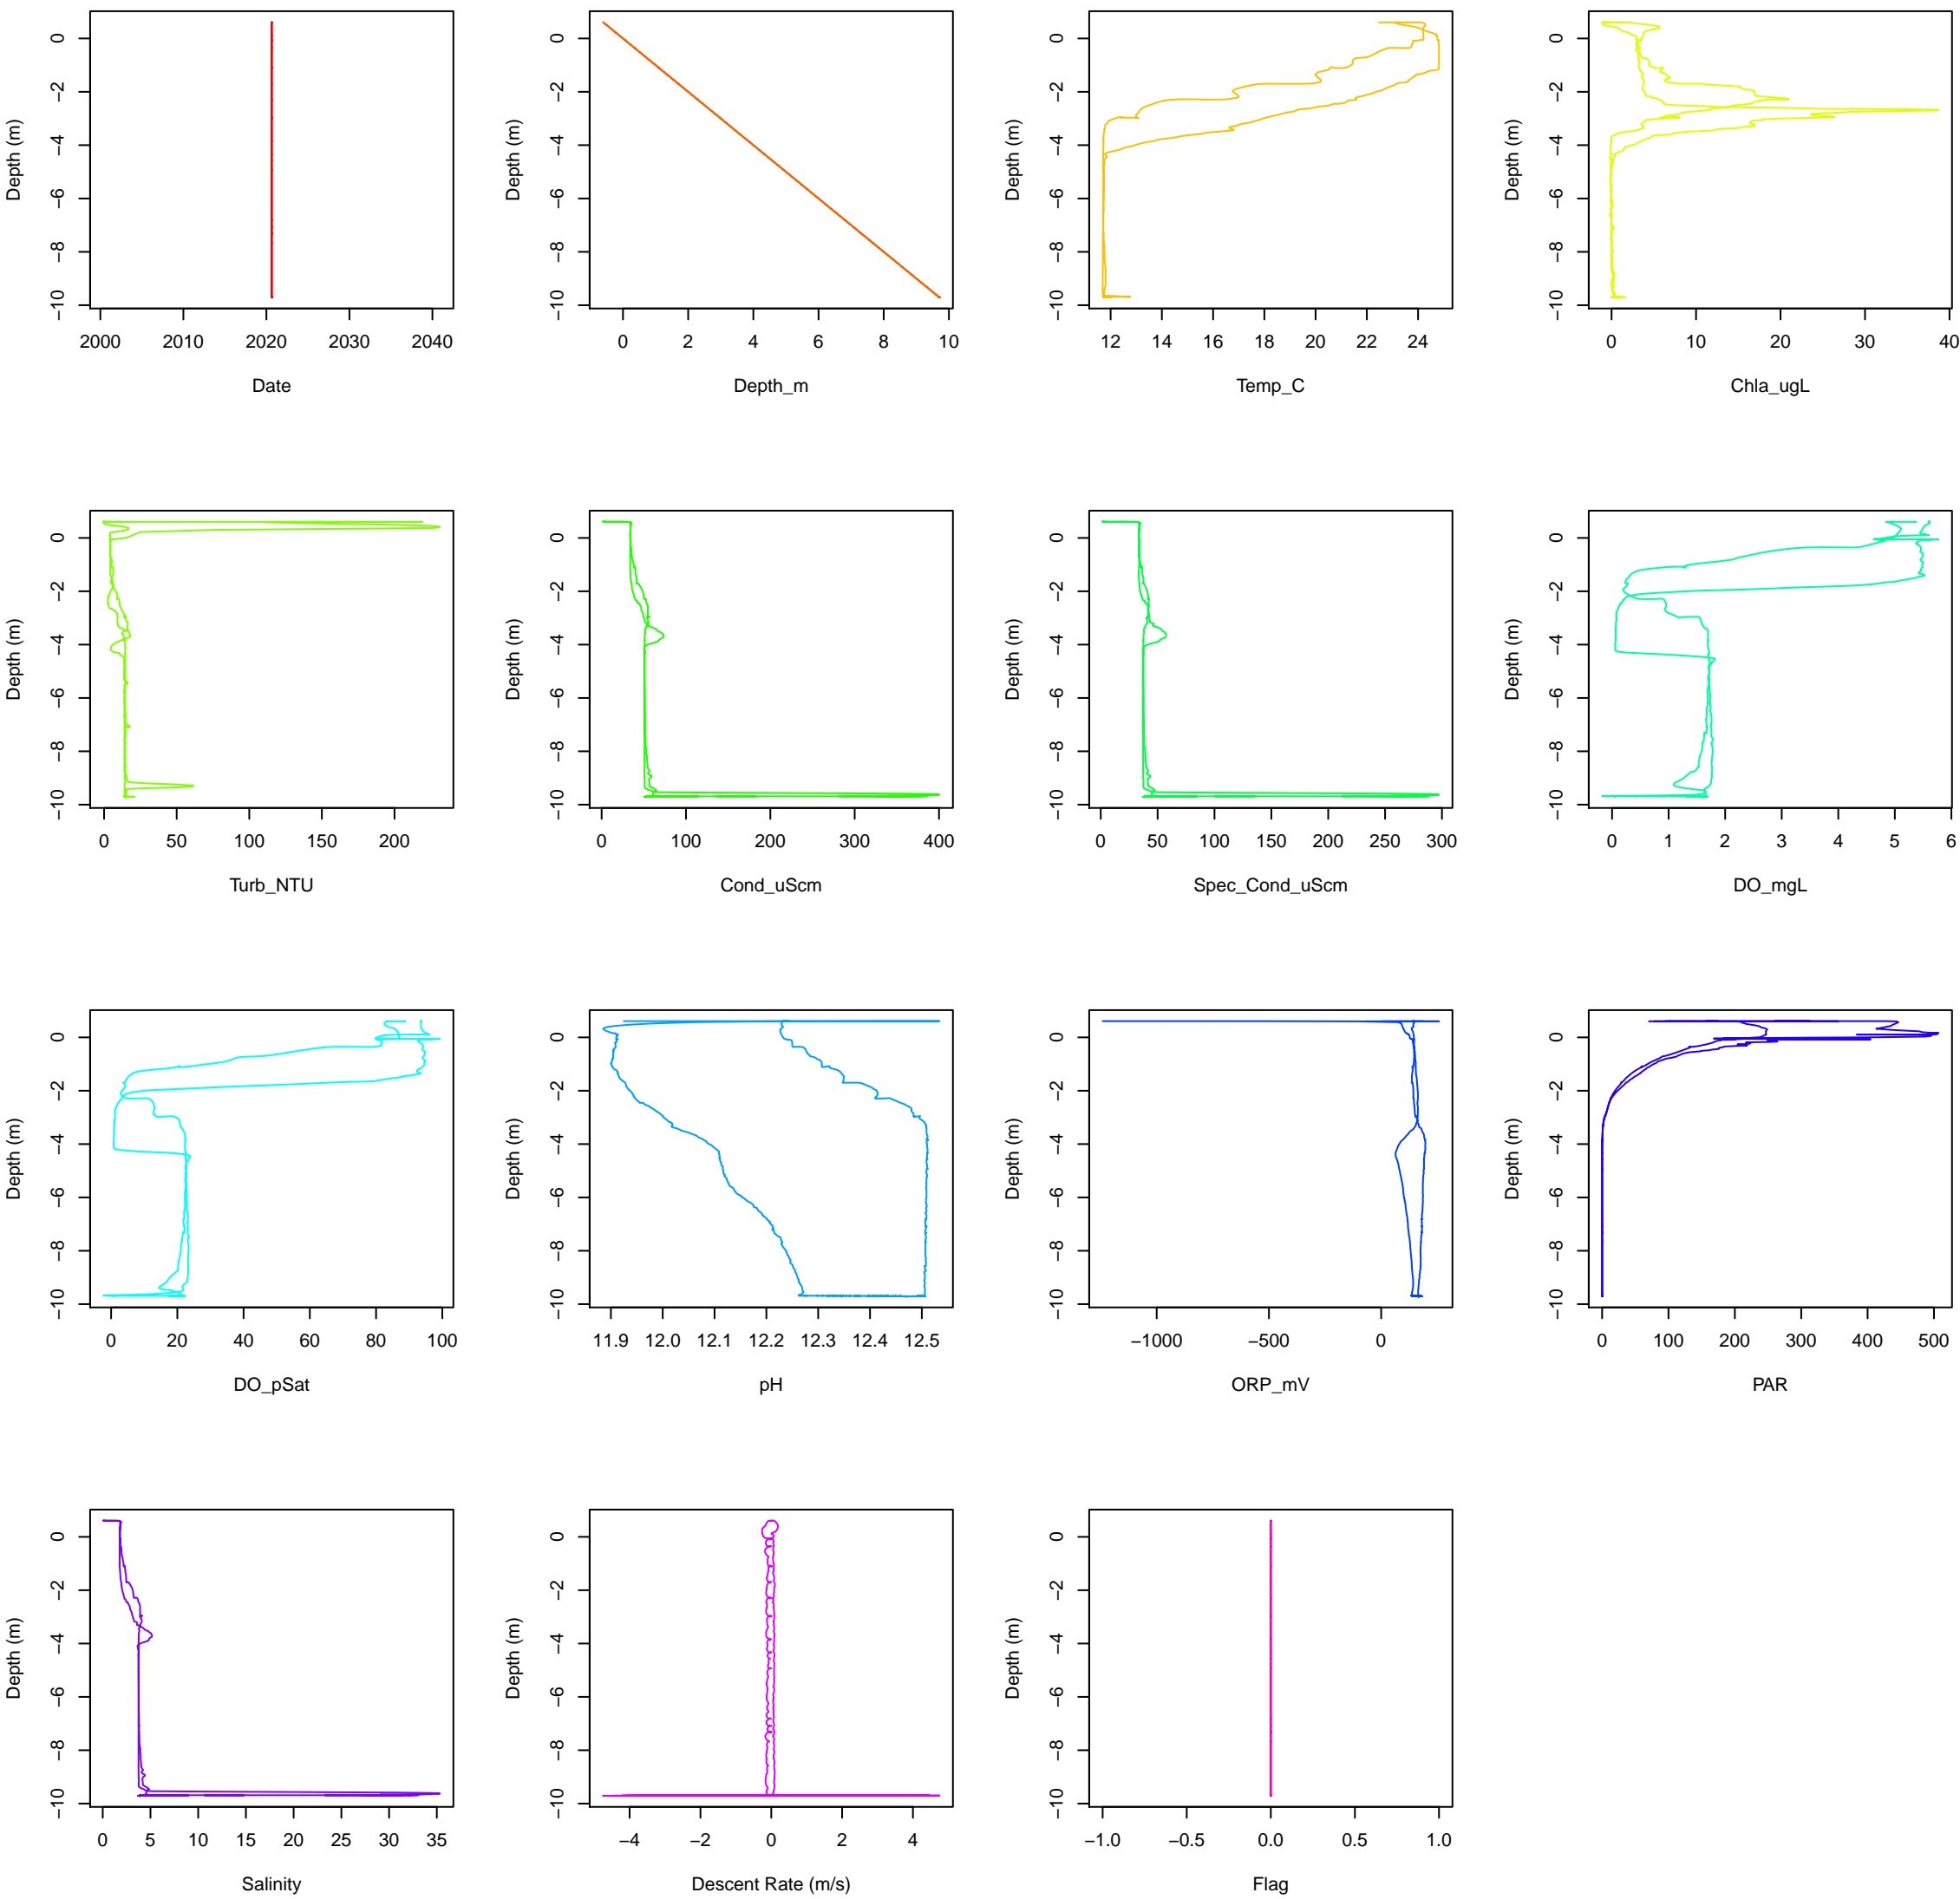 0 0 0 0
−2 −2 −2 −2
Depth (m) Depth (m) Depth (m) Depth (m)
−4 −4 −4 −4
−6 −6 −6 −6
−8 −8 −8 −8
−10 −10 −10 −10
2000 2010 2020 2030 2040 0 2 4 6 8 10 12 14 16 18 20 22 24 0 10 20 30 40
Date Depth_m Temp_C Chla_ugL
0 0 0 0
−2 −2 −2 −2
Depth (m) Depth (m) Depth (m) Depth (m)
−4 −4 −4 −4
−6 −6 −6 −6
−8 −8 −8 −8
−10 −10 −10 −10
0 50 100 150 200 0 100 200 300 400 0 50 100 150 200 250 300 0 1 2 3 4 5 6
Turb_NTU Cond_uScm Spec_Cond_uScm DO_mgL
0 0 0 0
−2 −2 −2 −2
Depth (m) Depth (m) Depth (m) Depth (m)
−4 −4 −4 −4
−6 −6 −6 −6
−8 −8 −8 −8
−10 −10 −10 −10
0 20 40 60 80 100 11.9 12.0 12.1 12.2 12.3 12.4 12.5 −1000 −500 0 0 100 200 300 400 500
DO_pSat pH ORP_mV PAR
0 0 0
−2 −2 −2
Depth (m) Depth (m) Depth (m)
−4 −4 −4
−6 −6 −6
−8 −8 −8
−10 −10 −10
0 5 10 15 20 25 30 35 −4 −2 0 2 4 −1.0 −0.5 0.0 0.5 1.0
Salinity Descent Rate (m/s) Flag